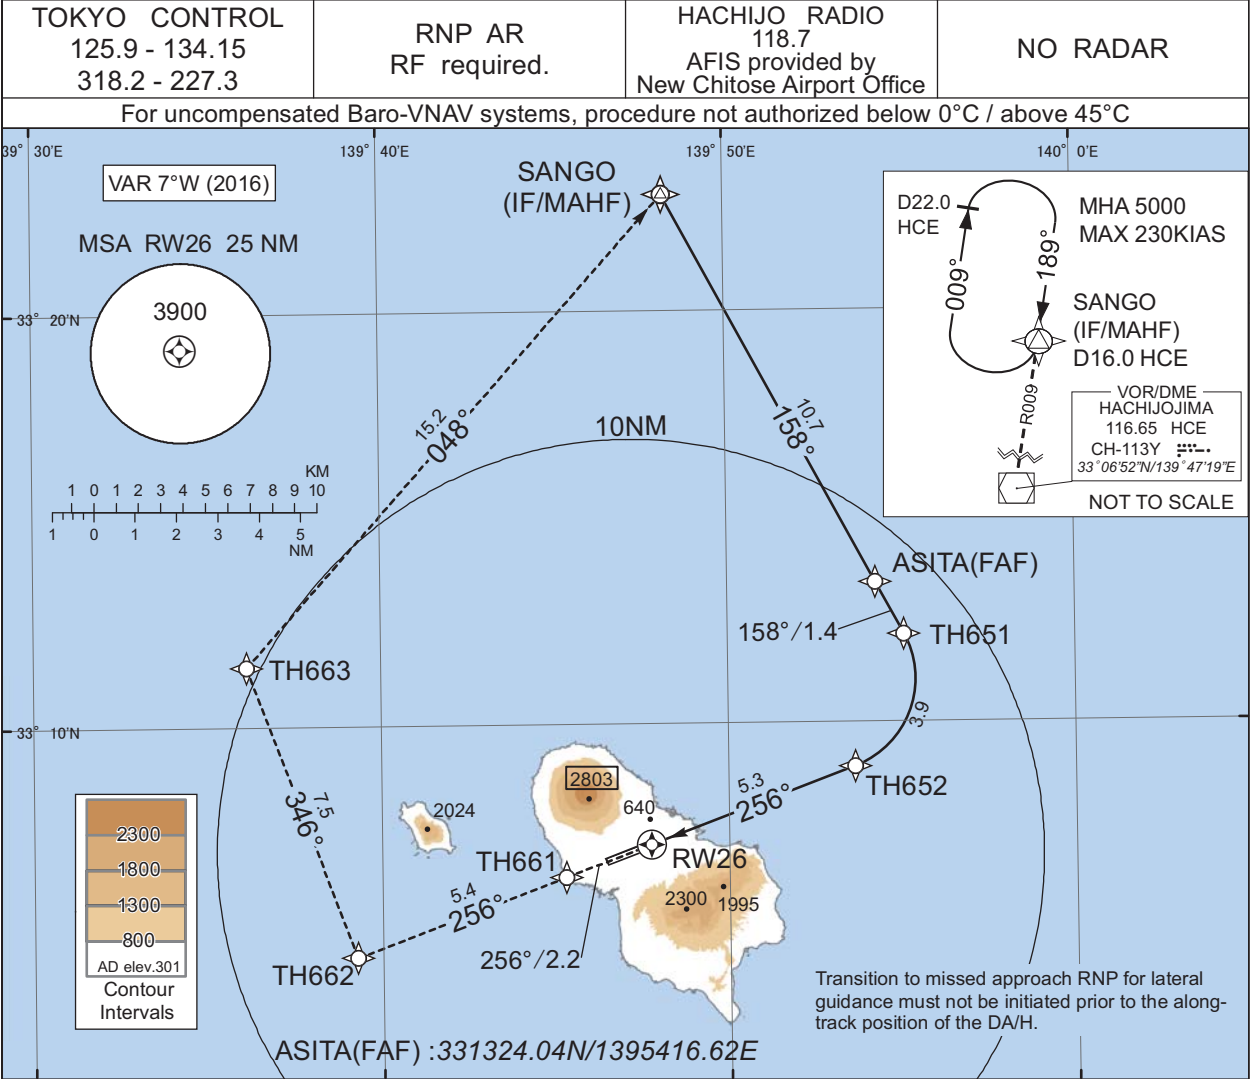 TOKYO CONTROL
125.9 - 134.15
318.2 - 227.3
RNP AR
RF required.
HACHIJO RADIO
118.7
AFIS provided by
New Chitose Airport Office
NO RADAR
For uncompensated Baro-VNAV systems, procedure not authorized below 0°C / above 45°C
39° 30'E
139° 40'E
139° 50'E
140° 0'E
VAR 7°W (2016)
MSA RW26 25 NM
3900
33° 20'N
KM
1 0 1 2 3 4 5 6 7 8 9 10
1 0 1 2 3 4 5
NM
SANGO
(IF/MAHF)
D22.0
HCE
MHA 5000
MAX 230KIAS
009°
189°
SANGO
(IF/MAHF)
D16.0 HCE
R009
VOR/DME
HACHIJOJIMA
116.65 HCE
CH-113Y
33°06'52"N/139°47'19"E
NOT TO SCALE
15.2
048°
10NM
10.7
158°
ASITA(FAF)
158°/1.4
TH651
TH663
3.9
33° 10'N
TH652
5.3
256°
2803
640
2024
7.5
346°
TH661
RW26
5.4
256°
2300
1995
256°/2.2
TH662
2300
1800
1300
800
AD elev.301
Contour
Intervals
Transition to missed approach RNP for lateral
guidance must not be initiated prior to the along-
track position of the DA/H.
ASITA(FAF) :331324.04N/1395416.62E